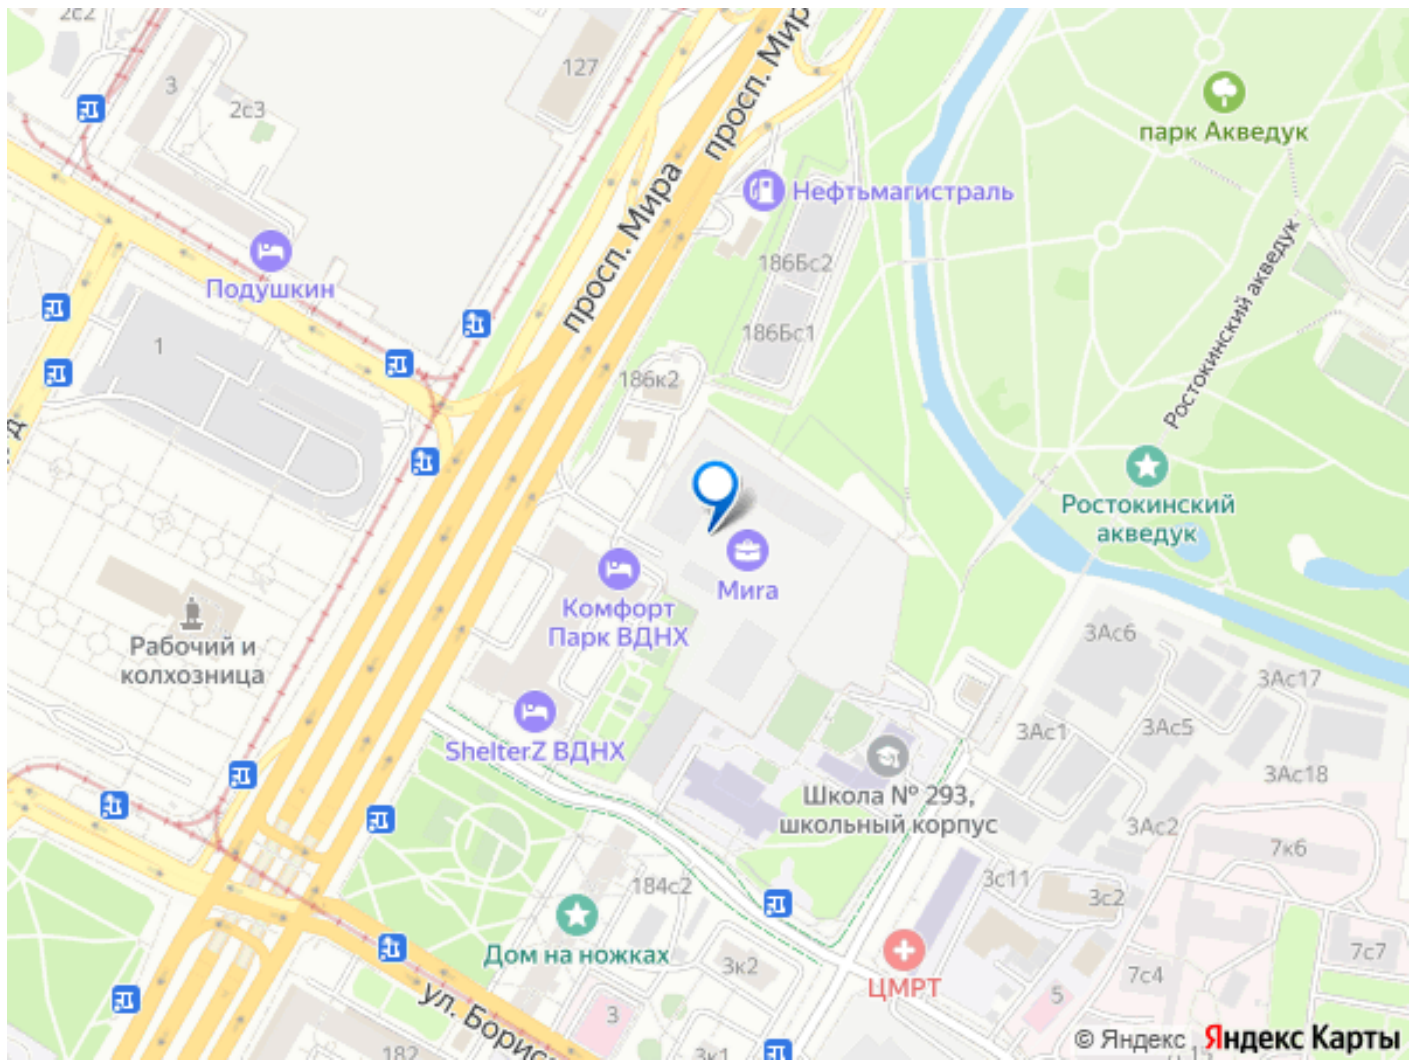 2с2
3
2с3
127
просп. Мир
парк Акведук
Нефтьмагистраль
просп. Мира
186Бс2
Подушкин
Ростокинский акведук
186Бс1
1
186к2
Ростокинский
акведук
Мига
Комфорт
Парк ВДНХ
Рабочий и
колхозница
3Ас6
3Ас17
3Ас1
3Ас5
ShelterZ ВДНХ
3Ас18
Школа № 293,
школьный корпус
3Ас2
7к6
184с2
3с11
3с2
Дом на ножках
3к2
7с7
7с4
ЦМРТ
5
ул. Борис
3
182
3к1
© Яндекс Яндекс Карты